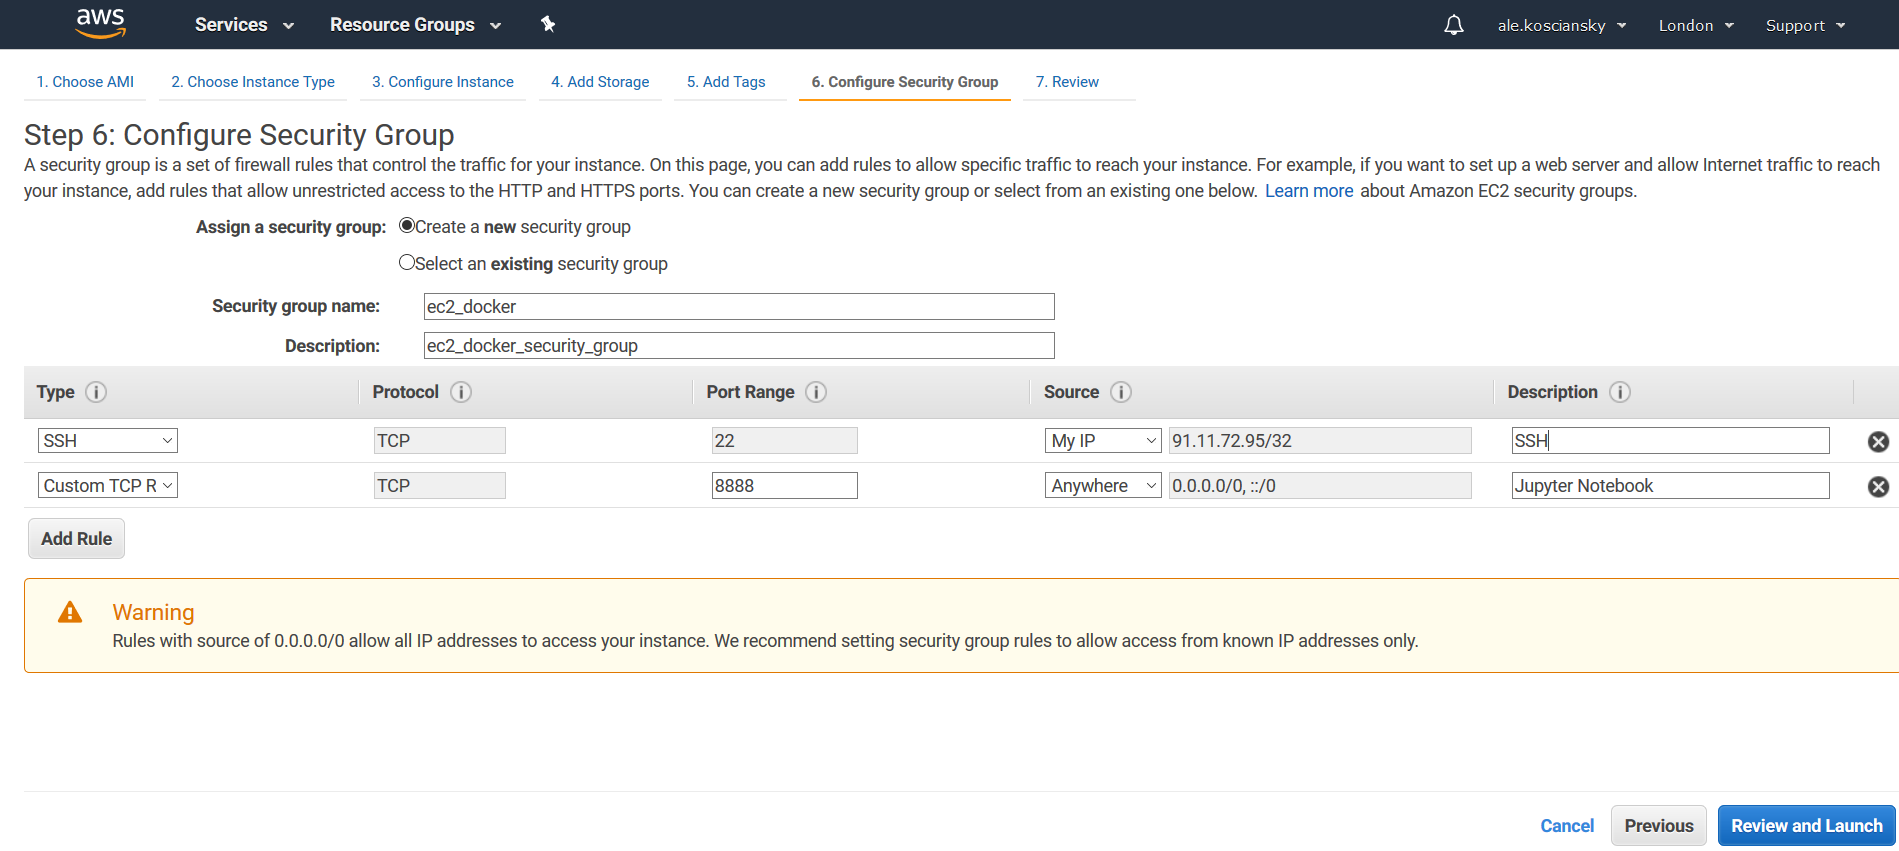 aws Services Resource Groups ale.kosciansky London Support
1. Choose AMI 2. Choose Instance Type 3. Configure Instance 4. Add Storage 5. Add Tags 6. Configure Security Group 7. Review
Step 6: Configure Security Group
A security group is a set of firewall rules that control the traffic for your instance. On this page, you can add rules to allow specific traffic to reach your instance. For example, if you want to set up a web server and allow Internet traffic to reach
your instance, add rules that allow unrestricted access to the HTTP and HTTPS ports. You can create a new security group or select from an existing one below. Learn more about Amazon EC2 security groups.
Assign a security group: Create a new security group
Select an existing security group
Security group name: ec2_docker
Description: ec2_docker_security_group
Type i Protocol i Port Range i Source i Description i
SSH TCP 22 My IP 91.11.72.95/32 SSH
Custom TCP R TCP 8888 Anywhere 0.0.0.0/0, ::/0 Jupyter Notebook
Add Rule
Warning
Rules with source of 0.0.0.0/0 allow all IP addresses to access your instance. We recommend setting security group rules to allow access from known IP addresses only.
Cancel Previous Review and Launch